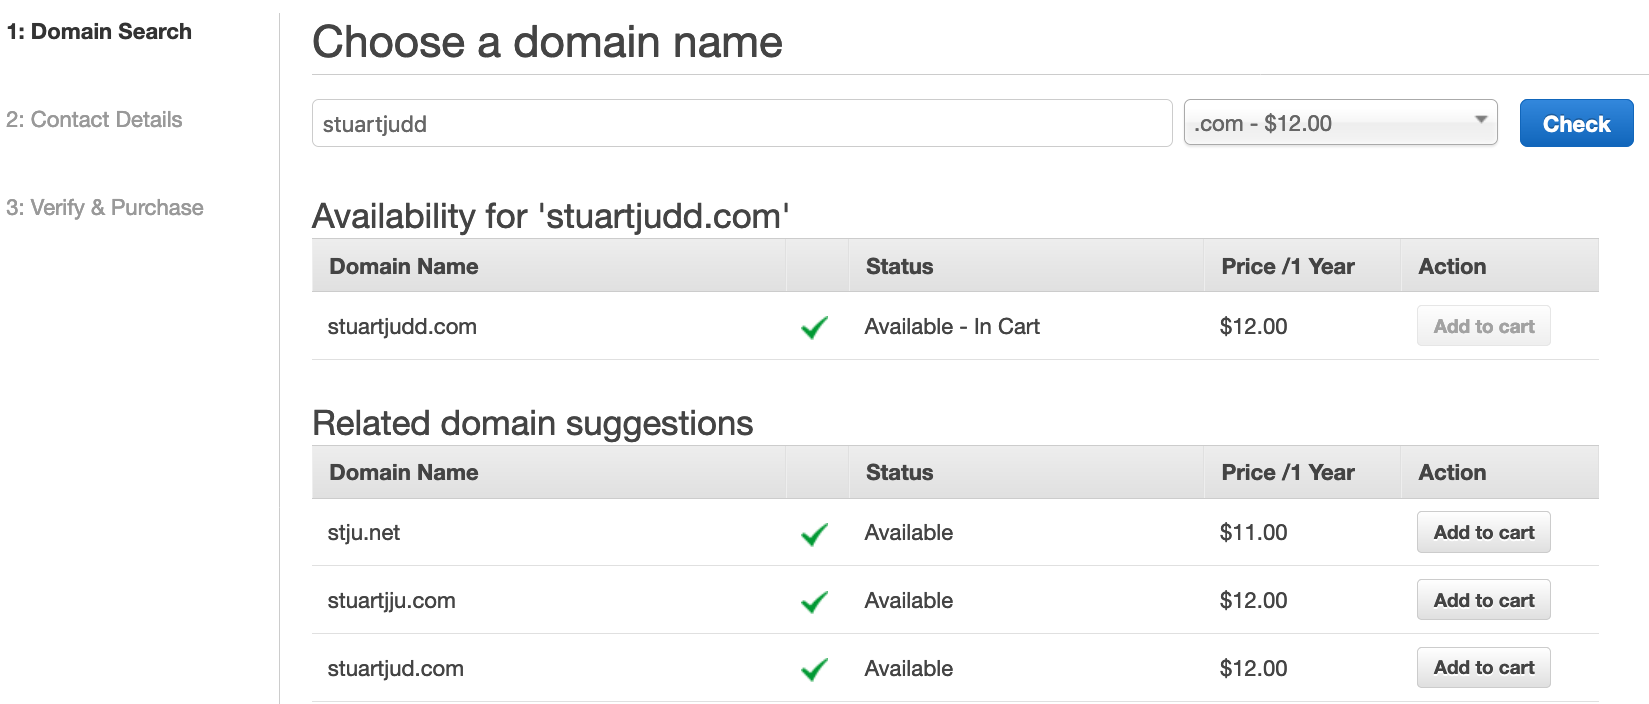 1: Domain Search
2: Contact Details
3: Verify & Purchase
Choose a domain name
stuartjudd .com - $12.00 Check
Availability for 'stuartjudd.com'
Domain Name Status Price /1 Year Action
stuartjudd.com Available - In Cart $12.00 Add to cart
Related domain suggestions
Domain Name Status Price /1 Year Action
stju.net Available $11.00 Add to cart
stuartjju.com Available $12.00 Add to cart
stuartjud.com Available $12.00 Add to cart